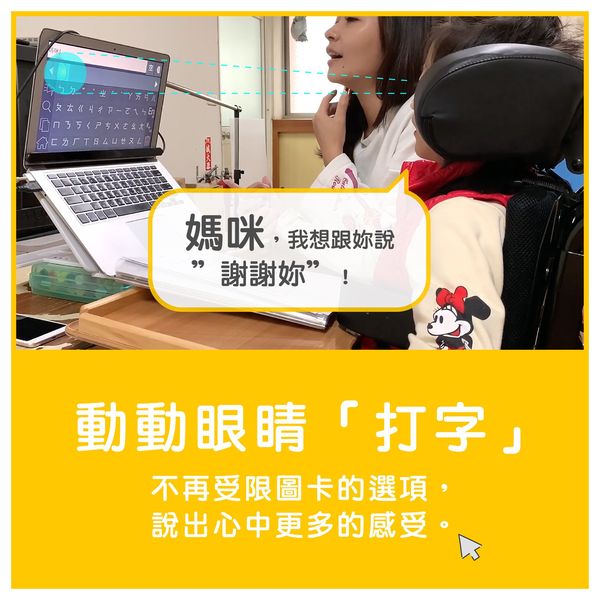 媽咪，我想跟妳說
”謝謝妳”！
動動眼睛「打字」
不再受限圖卡的選項，
說出心中更多的感受。